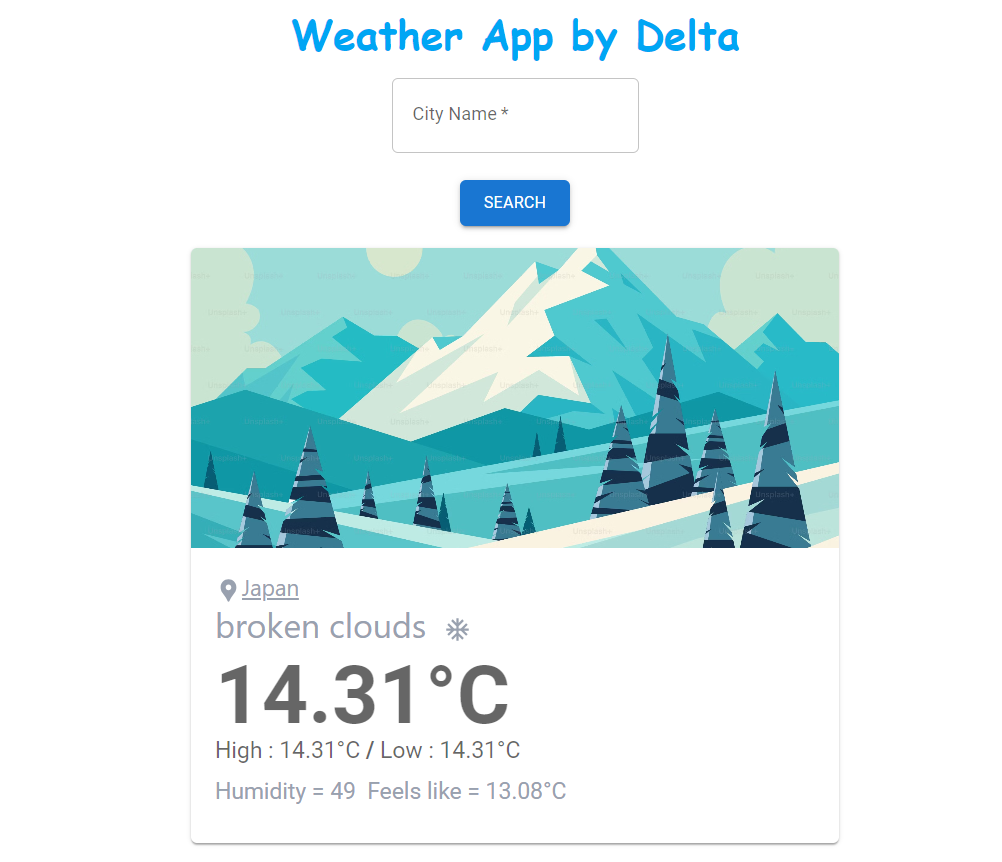 Weather App by Delta
City Name *
SEARCH
Unsplash+
Japan
broken clouds
14.31°C
High : 14.31°C / Low : 14.31°C
Humidity = 49 Feels like = 13.08°C